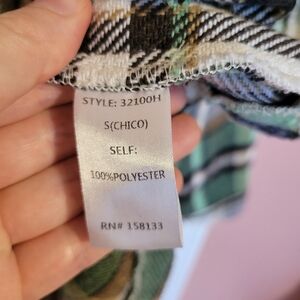 STYLE: 32100H
S(CHICO)
SELF:
100%POLYESTER
RN# 158133